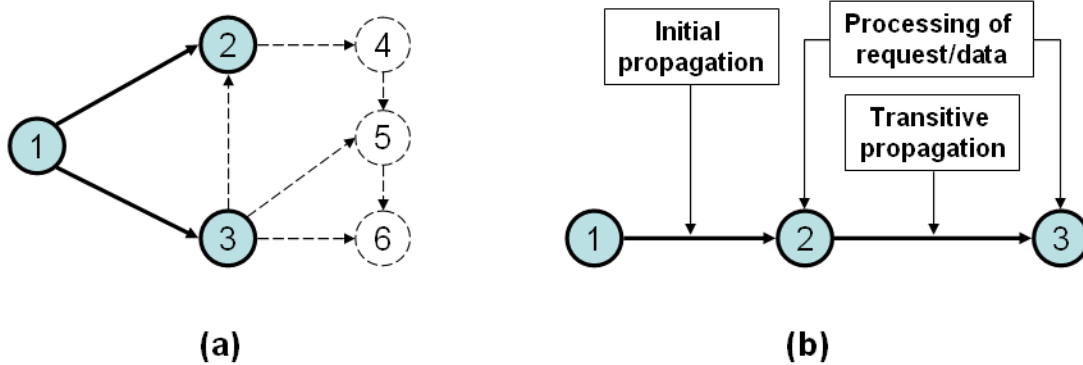 1
2
3
4
5
6
(a)
Initial
propagation
Processing of
request/data
Transitive
propagation
1
2
3
(b)